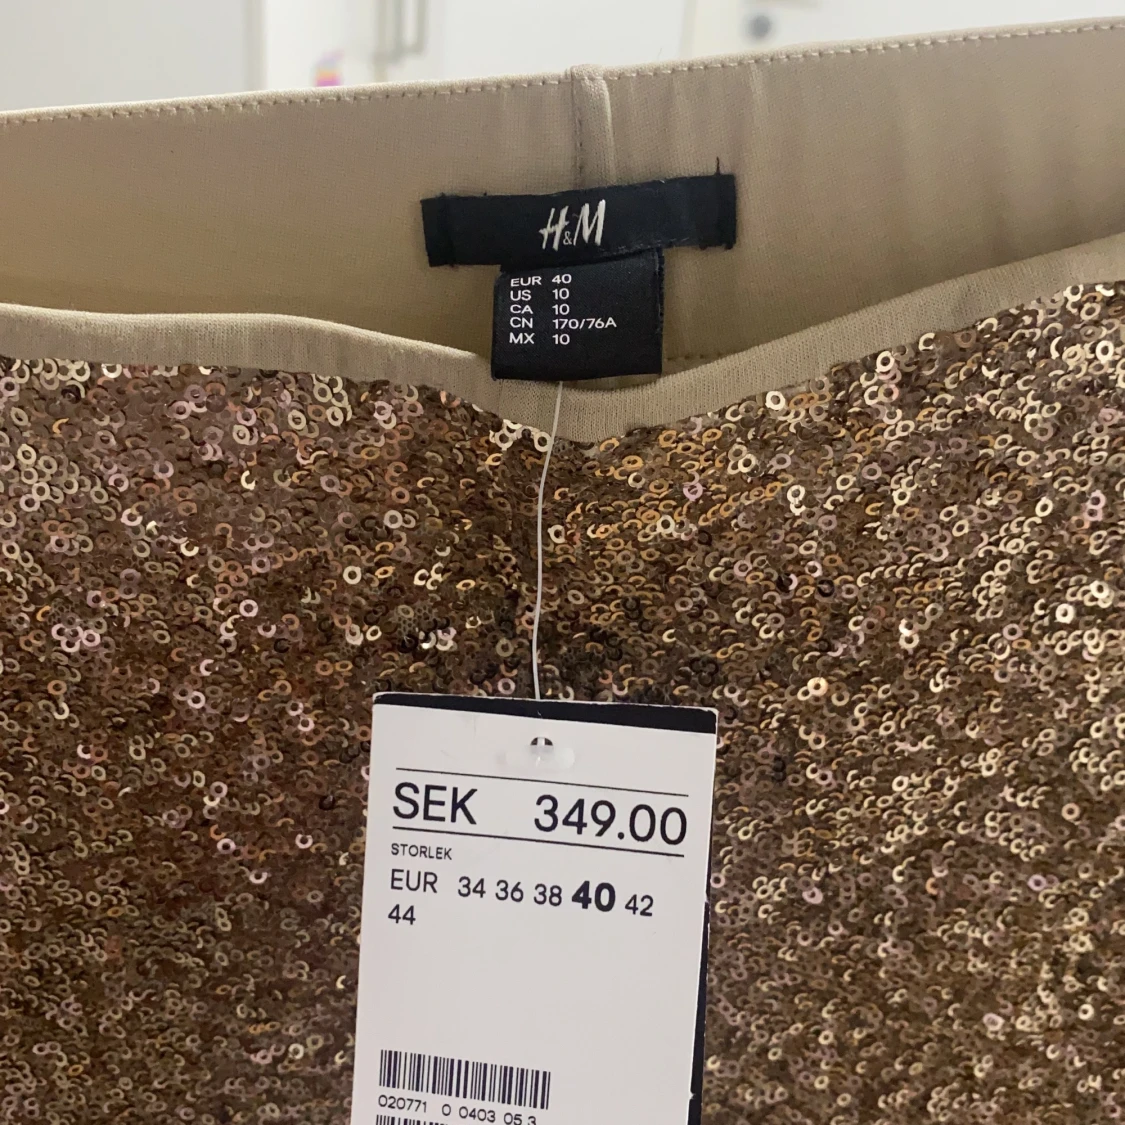 H&M
EUR 40
US 10
CA 10
CN 170/76A
MX 10
SEK 349.00
STORLEK
EUR 34 36 38 40 42
44
020771 0 0403 05 3